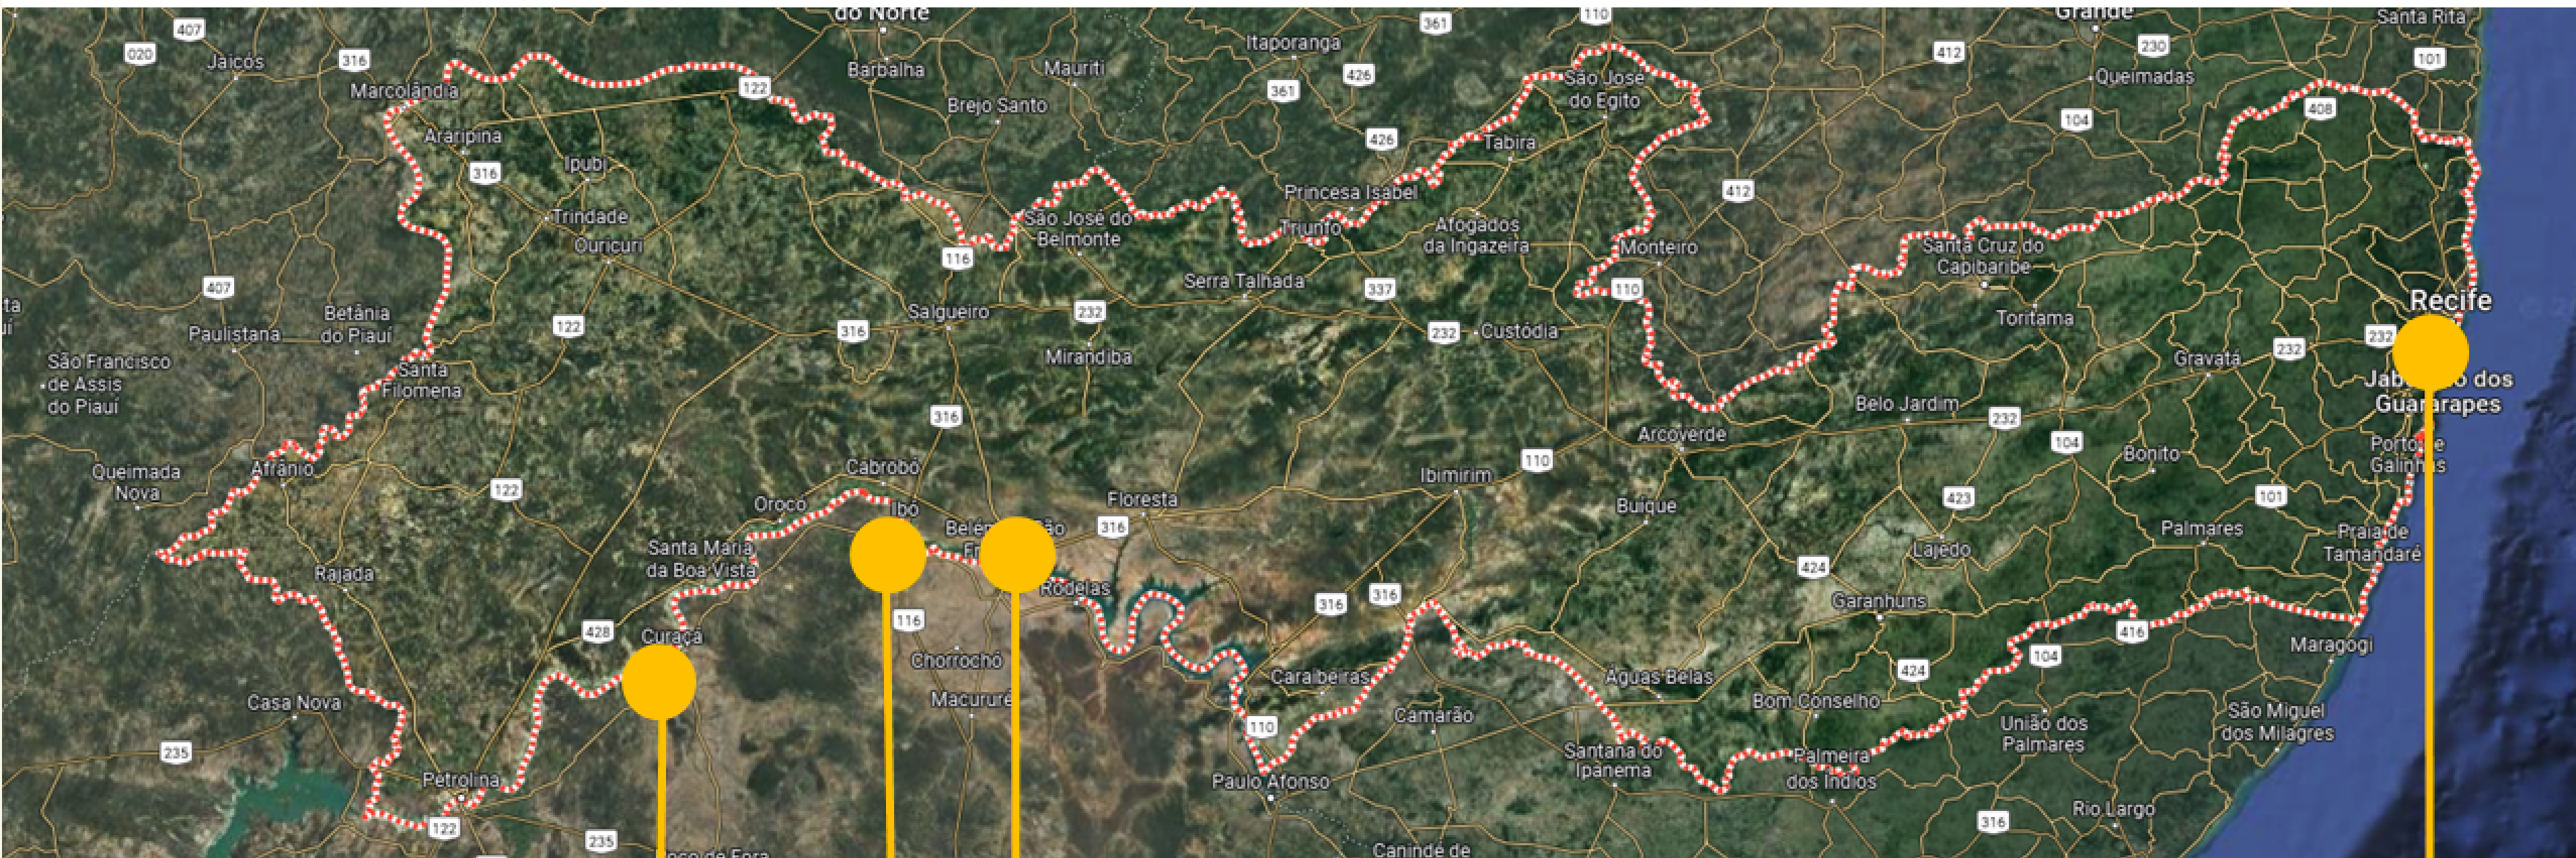 do Norte
361
110
Grande
Santa Rita
407
020
316
Jaicós
Barbalha
Mauriti
Itaporanga
426
361
412
230
101
Queimadas
Marcolândia
122
Brejo Santo
São José
do Egito
408
104
Araripina
316
Ipubi
426
Tabira
412
Princesa Isabel
Trindade
Ouricuri
São José do
Belmonte
Triunfo
Afogados
da Ingazeira
Monteiro
Santa Cruz do
Capibaribe
116
407
Serra Talhada
337
110
Recife
Betânia
do Piauí
Paulistana
122
316
Salgueiro
232
232
Custódia
Toritama
232
232
Gravatá
São Francisco
de Assis
do Piauí
Santa
Filomena
Mirandiba
dos
Guararapes
316
Belo Jardim
232
Arcoverde
104
Bonito
Queimada
Nova
Afrânio
122
Cabrobó
Orocó
Ibó
Floresta
316
Ibimirim
110
Buíque
423
101
Lajedo
Palmares
Praia de
Tamandaré
Santa Maria
da Boa Vista
Rajada
Rodelas
316
316
424
Garanhuns
428
Curaçá
116
Chorrochó
Macururé
416
104
Maragogi
Casa Nova
235
Caraibeiras
110
Camarão
Águas Belas
424
Bom Conselho
União dos
Palmares
São Miguel
dos Milagres
Petrolina
122
235
Paulo Afonso
Santana do
Ipanema
Palmeira
dos Índios
316
Rio Largo
Canindé de